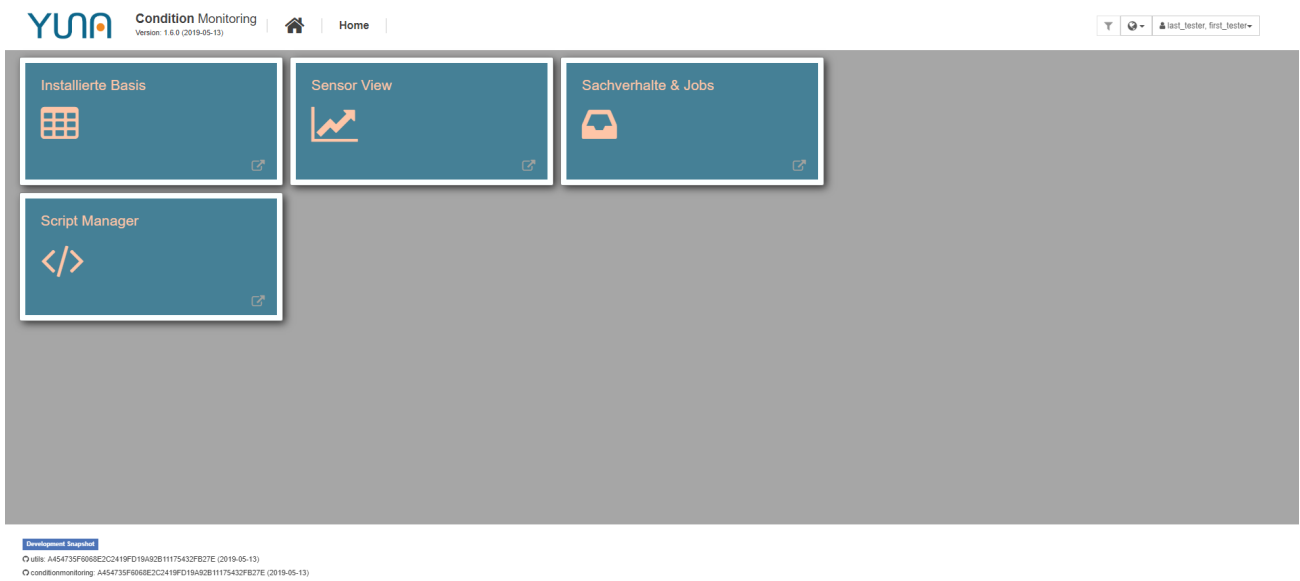 YUNA
Condition Monitoring
Version: 1.6.0 (2019-05-13)
Home
last_tester, first_tester
Installierte Basis
Sensor View
Sachverhalte & Jobs
Script Manager
</>
Development Snapshot
utils: A454735F6068E2C2419FD19A92B11175432FB27E (2019-05-13)
conditionmonitoring: A454735F6068E2C2419FD19A92B11175432FB27E (2019-05-13)